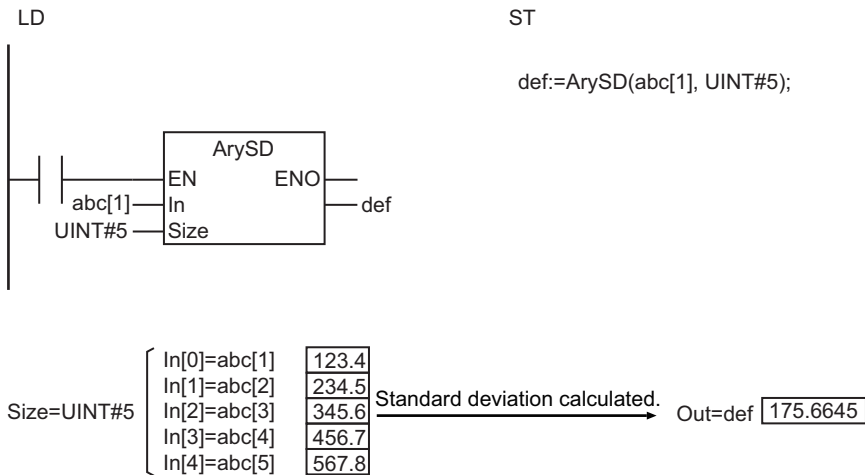 LD
ST
def:=ArySD(abc[1], UINT#5);
ArySD
EN ENO
abc[1] In def
UINT#5 Size
In[0]=abc[1] 123.4
In[1]=abc[2] 234.5
Size=UINT#5 In[2]=abc[3] 345.6 Standard deviation calculated. Out=def 175.6645
In[3]=abc[4] 456.7
In[4]=abc[5] 567.8